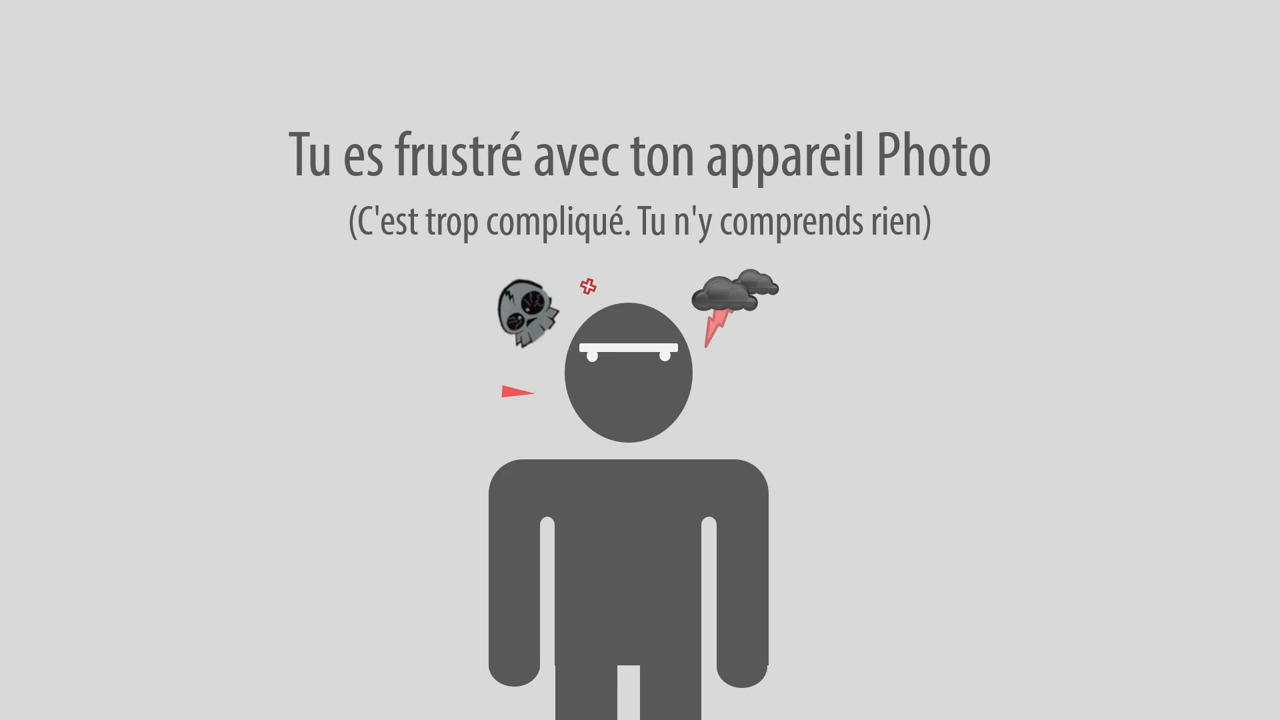 Tu es frustré avec ton appareil Photo
(C'est trop compliqué. Tu n'y comprends rien)